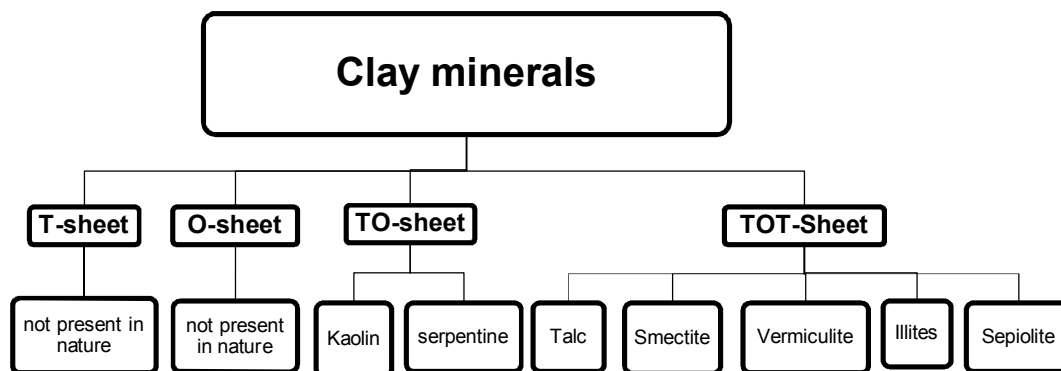 Clay minerals
T-sheet
O-sheet
TO-sheet
TOT-Sheet
not present in
nature
not present
in nature
Kaolin
serpentine
Talc
Smectite
Vermiculite
Illites
Sepiolite